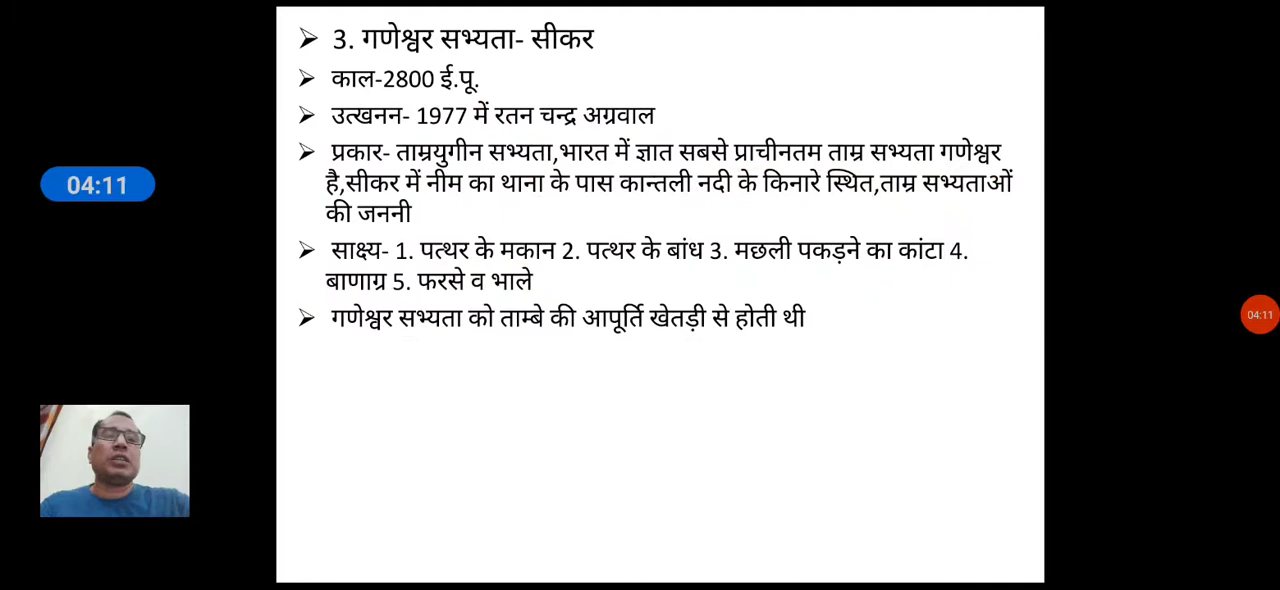 ➢ 3. गणेश्वर सभ्यता- सीकर
➢ काल-2800 ई.पू.
➢ उत्खनन- 1977 में रतन चन्द्र अग्रवाल
➢ प्रकार- ताम्रयुगीन सभ्यता,भारत में ज्ञात सबसे प्राचीनतम ताम्र सभ्यता गणेश्वर
है,सीकर में नीम का थाना के पास कान्तली नदी के किनारे स्थित,ताम्र सभ्यताओं
की जननी
➢ साक्ष्य- 1. पत्थर के मकान 2. पत्थर के बांध 3. मछली पकड़ने का कांटा 4.
बाणाग्र 5. फरसे व भाले
➢ गणेश्वर सभ्यता को ताम्बे की आपूर्ति खेतड़ी से होती थी
04:11
04:11